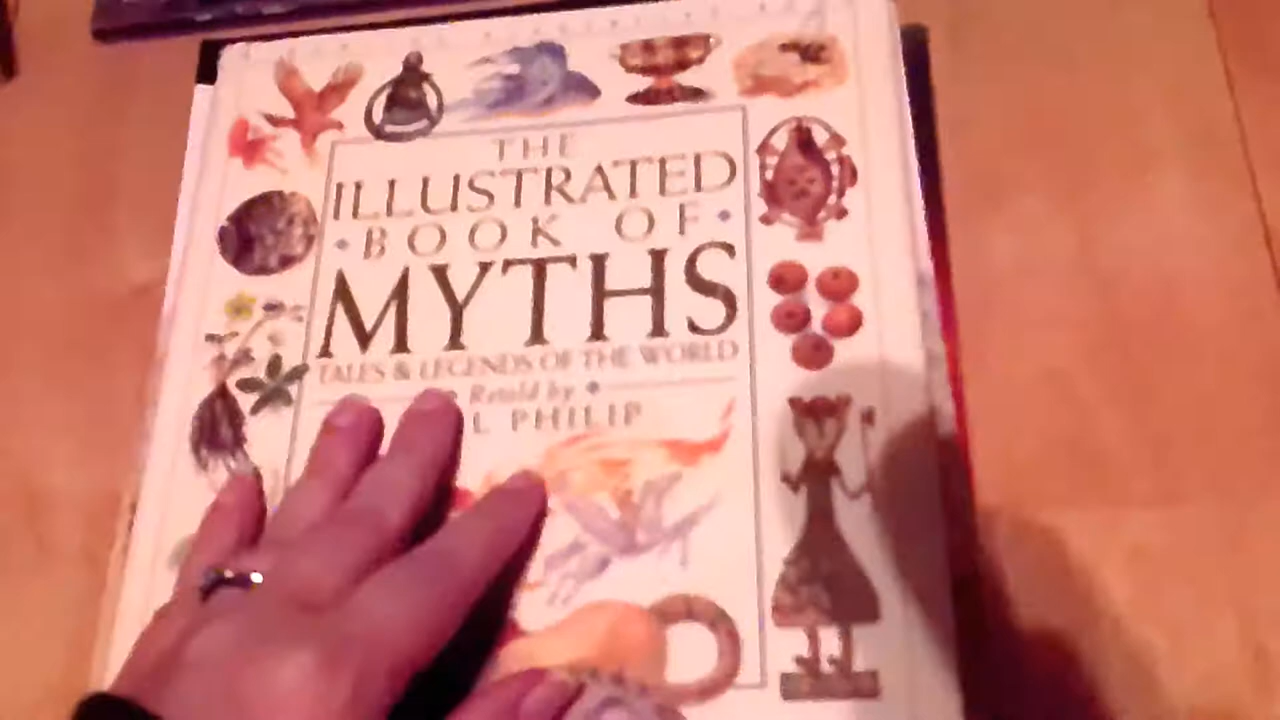 THE
ILLUSTRATED
BOOK OF
MYTHS
TALES & LEGENDS OF THE WORLD
Retold by
L PHILIP